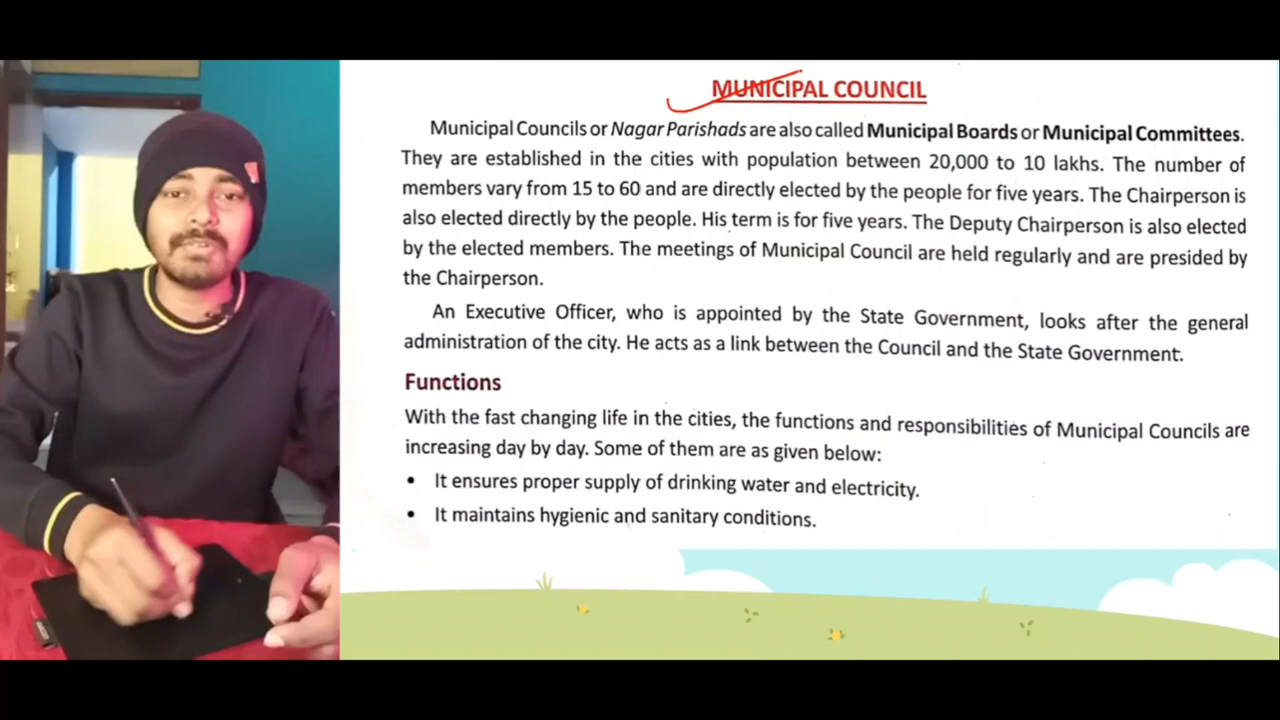 MUNICIPAL COUNCIL
Municipal Councils or Nagar Parishads are also called Municipal Boards or Municipal Committees.
They are established in the cities with population between 20,000 to 10 lakhs. The number of
members vary from 15 to 60 and are directly elected by the people for five years. The Chairperson is
also elected directly by the people. His term is for five years. The Deputy Chairperson is also elected
by the elected members. The meetings of Municipal Council are held regularly and are presided by
the Chairperson.
An Executive Officer, who is appointed by the State Government, looks after the general
administration of the city. He acts as a link between the Council and the State Government.
Functions
With the fast changing life in the cities, the functions and responsibilities of Municipal Councils are
increasing day by day. Some of them are as given below:
• It ensures proper supply of drinking water and electricity.
• It maintains hygienic and sanitary conditions.